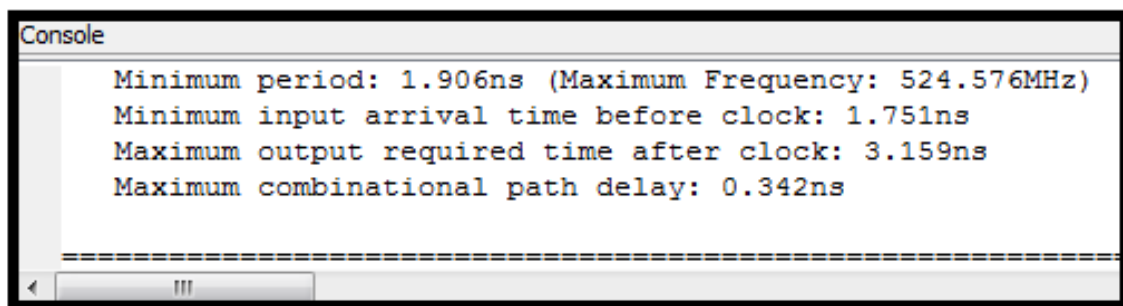 Console
Minimum period: 1.906ns (Maximum Frequency: 524.576MHz)
Minimum input arrival time before clock: 1.751ns
Maximum output required time after clock: 3.159ns
Maximum combinational path delay: 0.342ns
=========================================================